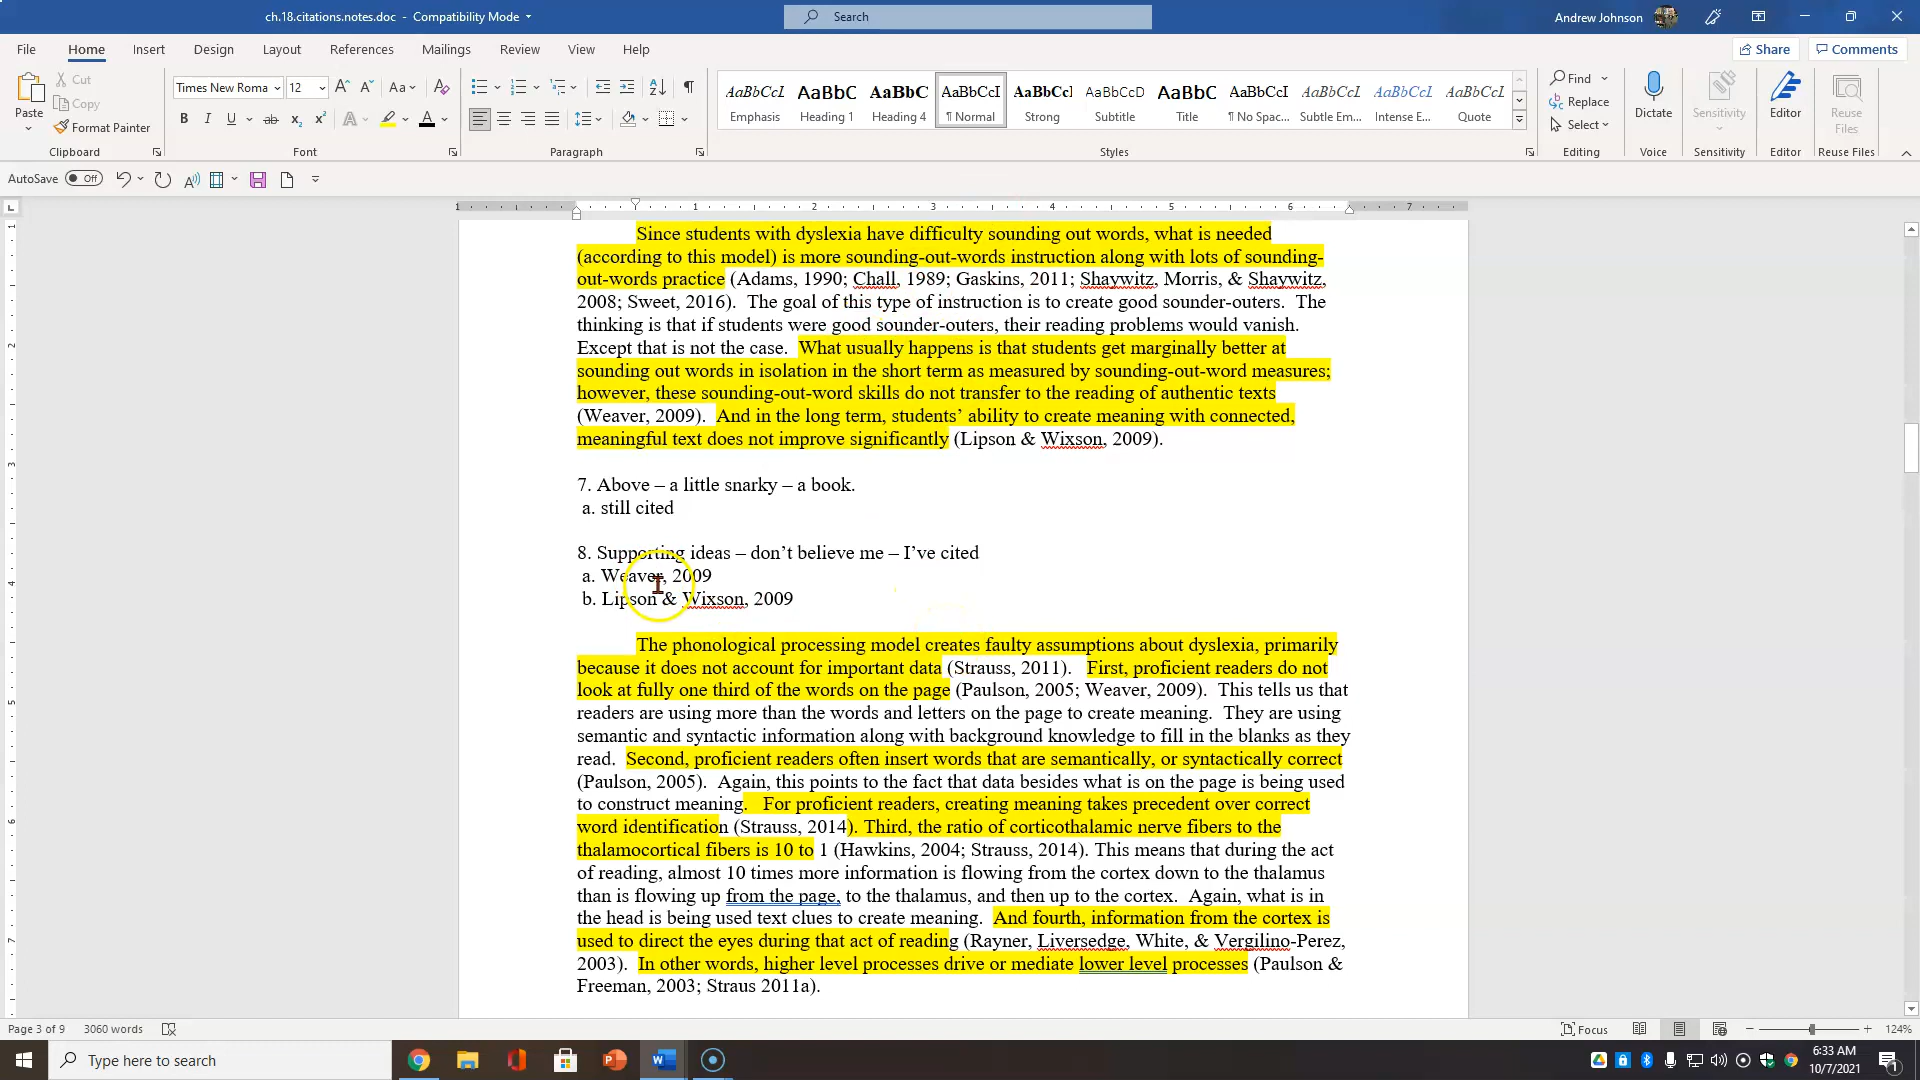 ch.18.citations.notes.doc - Compatibility Mode
Search
Andrew Johnson
File Home Insert Design Layout References Mailings Review View Help
Share Comments
Cut
Copy
Format Painter
Paste
Times New Roma 12
AaBbCcI AaBbC AaBbC AaBbCcI AaBbCcI AaBbCcD AaBbC AaBbCcI AaBbCcI AaBbCcI AaBbCcI
Emphasis Heading 1 Heading 4 ¶ Normal Strong Subtitle Title ¶ No Spac... Subtle Em... Intense E... Quote
Find
Replace
Select
Dictate Sensitivity Editor Reuse Files
Clipboard Font Paragraph Styles Editing Voice Sensitivity Editor Reuse Files
AutoSave Off
1 1 2 3 4 5 6 7
Since students with dyslexia have difficulty sounding out words, what is needed
(according to this model) is more sounding-out-words instruction along with lots of sounding-
out-words practice (Adams, 1990; Chall, 1989; Gaskins, 2011; Shaywitz, Morris, & Shaywitz,
2008; Sweet, 2016).  The goal of this type of instruction is to create good sounder-outers.  The
thinking is that if students were good sounder-outers, their reading problems would vanish.
Except that is not the case.  What usually happens is that students get marginally better at
sounding out words in isolation in the short term as measured by sounding-out-word measures;
however, these sounding-out-word skills do not transfer to the reading of authentic texts
(Weaver, 2009).  And in the long term, students’ ability to create meaning with connected,
meaningful text does not improve significantly (Lipson & Wixson, 2009).
7. Above – a little snarky – a book.
a. still cited
8. Supporting ideas – don’t believe me – I’ve cited
a. Weaver, 2009
b. Lipson & Wixson, 2009
The phonological processing model creates faulty assumptions about dyslexia, primarily
because it does not account for important data (Strauss, 2011).   First, proficient readers do not
look at fully one third of the words on the page (Paulson, 2005; Weaver, 2009).  This tells us that
readers are using more than the words and letters on the page to create meaning.  They are using
semantic and syntactic information along with background knowledge to fill in the blanks as they
read.  Second, proficient readers often insert words that are semantically, or syntactically correct
(Paulson, 2005).  Again, this points to the fact that data besides what is on the page is being used
to construct meaning.   For proficient readers, creating meaning takes precedent over correct
word identification (Strauss, 2014). Third, the ratio of corticothalamic nerve fibers to the
thalamocortical fibers is 10 to 1 (Hawkins, 2004; Strauss, 2014). This means that during the act
of reading, almost 10 times more information is flowing from the cortex down to the thalamus
than is flowing up from the page, to the thalamus, and then up to the cortex.  Again, what is in
the head is being used text clues to create meaning.  And fourth, information from the cortex is
used to direct the eyes during that act of reading (Rayner, Liversedge, White, & Vergilino-Perez,
2003).  In other words, higher level processes drive or mediate lower level processes (Paulson &
Freeman, 2003; Straus 2011a).
Page 3 of 9 3060 words
Focus
124%
Type here to search
6:33 AM
10/7/2021